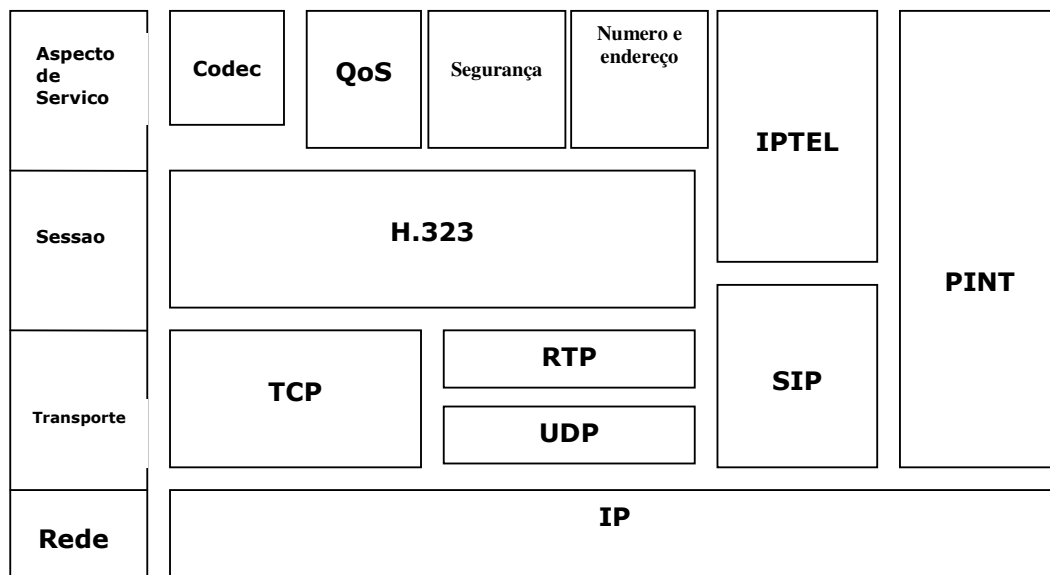 Aspecto
de
Servico
Codec
QoS
Segurança
Numero e
endereço
IPTEL
PINT
Sessao
H.323
Transporte
TCP
RTP
UDP
SIP
Rede
IP